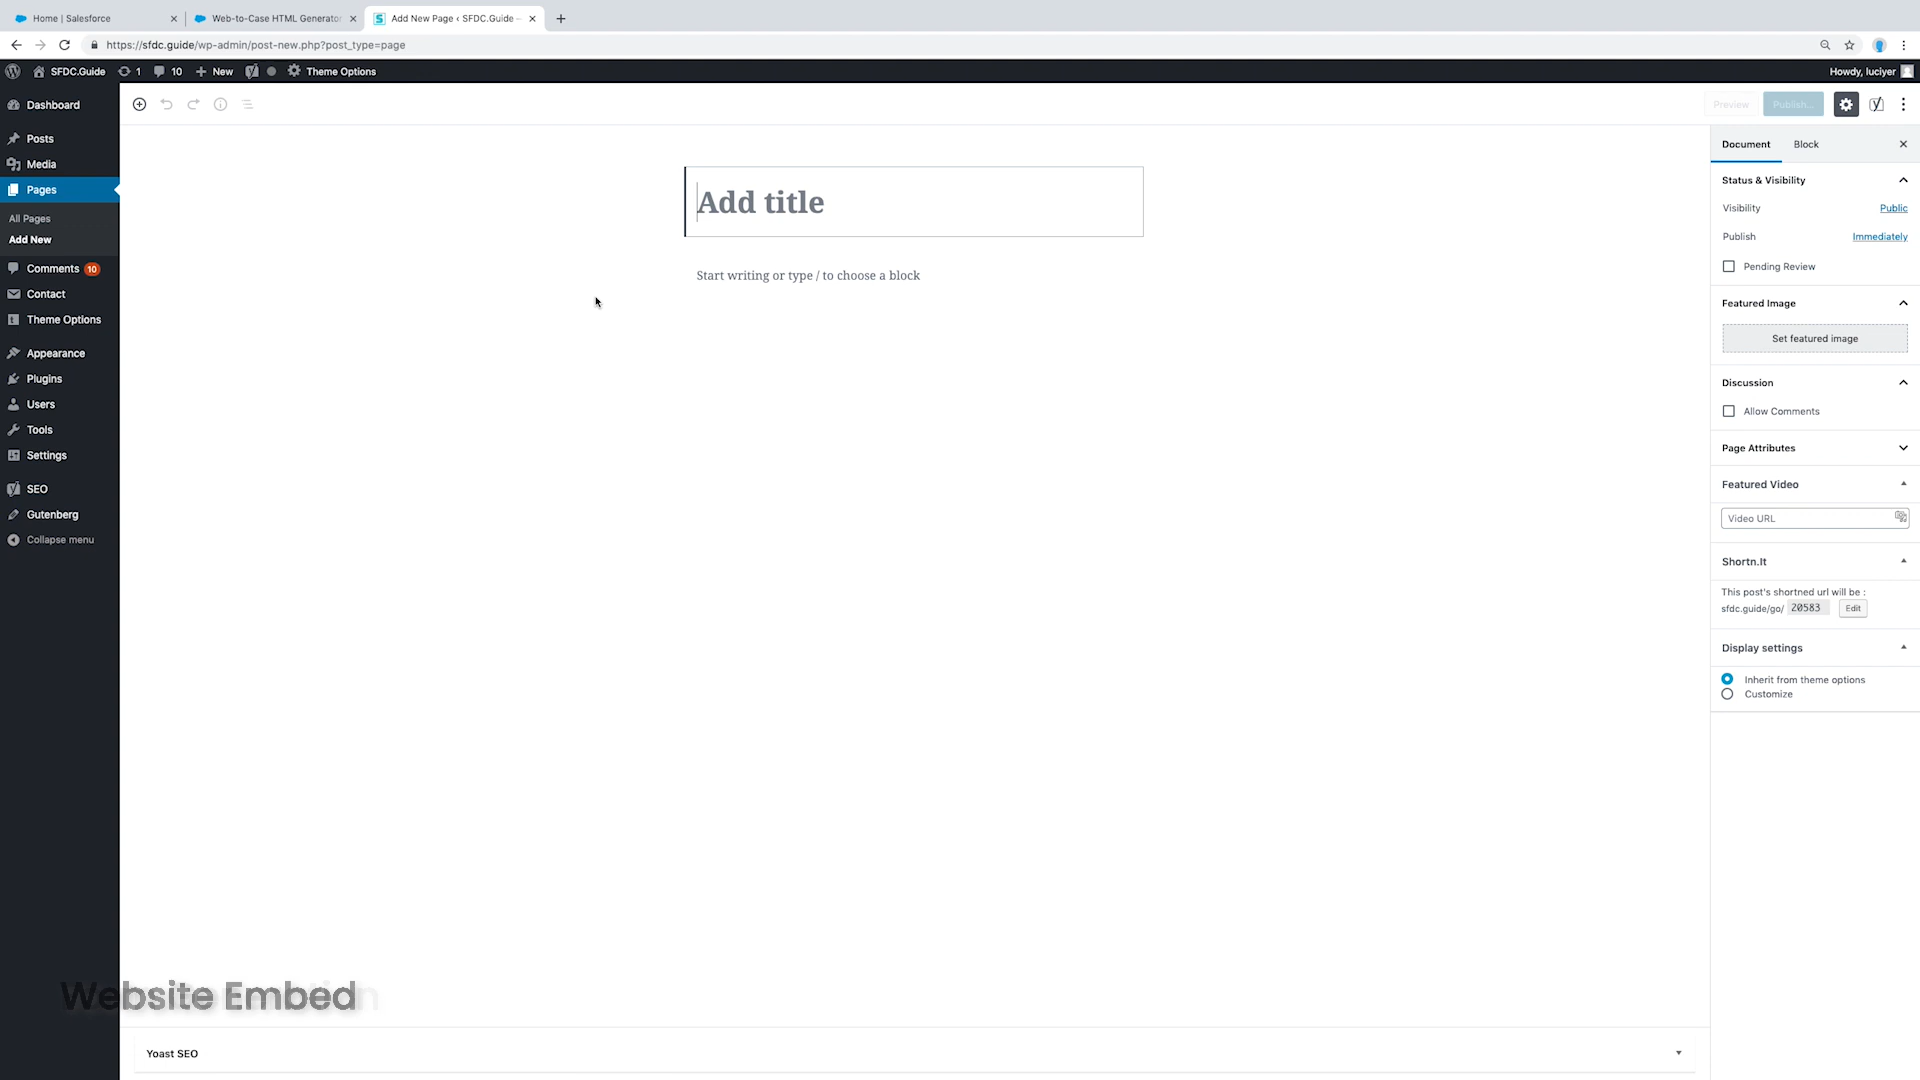 Home | Salesforce
Web-to-Case HTML Generator
Add New Page ‹ SFDC.Guide —
https://sfdc.guide/wp-admin/post-new.php?post_type=page
SFDC.Guide 1 10 New Theme Options Howdy, luciyer
Dashboard
Posts
Media
Pages
All Pages
Add New
Comments 10
Contact
Theme Options
Appearance
Plugins
Users
Tools
Settings
SEO
Gutenberg
Collapse menu
Preview Publish...
Add title
Start writing or type / to choose a block
Document Block
Status & Visibility
Visibility Public
Publish Immediately
Pending Review
Featured Image
Set featured image
Discussion
Allow Comments
Page Attributes
Featured Video
Video URL
Shortn.It
This post's shortned url will be :
sfdc.guide/go/ 20583 Edit
Display settings
Inherit from theme options
Customize
Website Embed
Yoast SEO